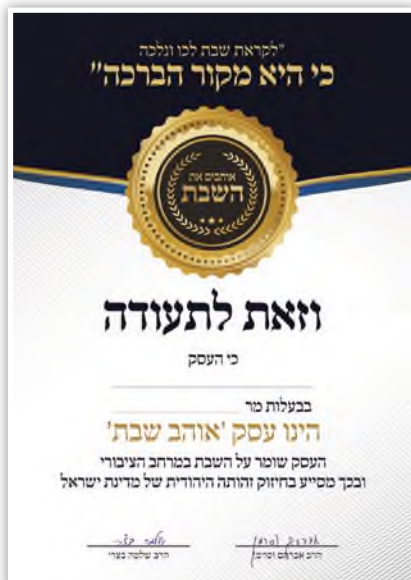 "לקראת שבת לכו ונלכה
כי היא מקור הברכה"
אוהבים את
השבת
וזאת לתעודה
כי העסק
בבעלות מר
הינו עסק 'אוהב שבת'
העסק שומר על השבת במרחב הציבורי
ובכך מסייע בחיזוק זהותה היהודית של מדינת ישראל
הרב אברהם וסרמן
הרב שלמה בצרי